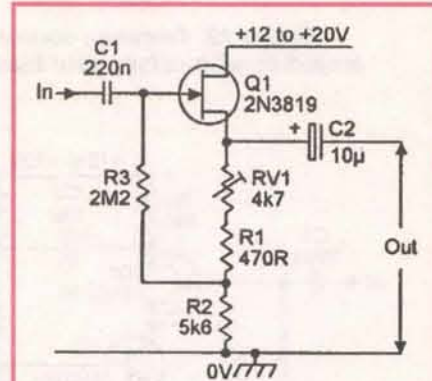 +12 to +20V
C1
220n
In
Q1
2N3819
+
C2
10µ
R3
2M2
RV1
4k7
R1
470R
Out
R2
5k6
0V